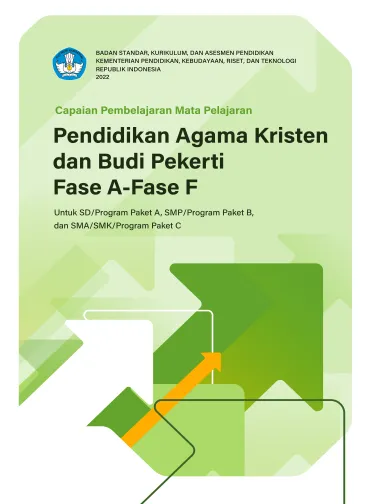 BADAN STANDAR, KURIKULUM, DAN ASESMEN PENDIDIKAN
KEMENTERIAN PENDIDIKAN, KEBUDAYAAN, RISET, DAN TEKNOLOGI
REPUBLIK INDONESIA
2022
Capaian Pembelajaran Mata Pelajaran
Pendidikan Agama Kristen
dan Budi Pekerti
Fase A-Fase F
Untuk SD/Program Paket A, SMP/Program Paket B,
dan SMA/SMK/Program Paket C